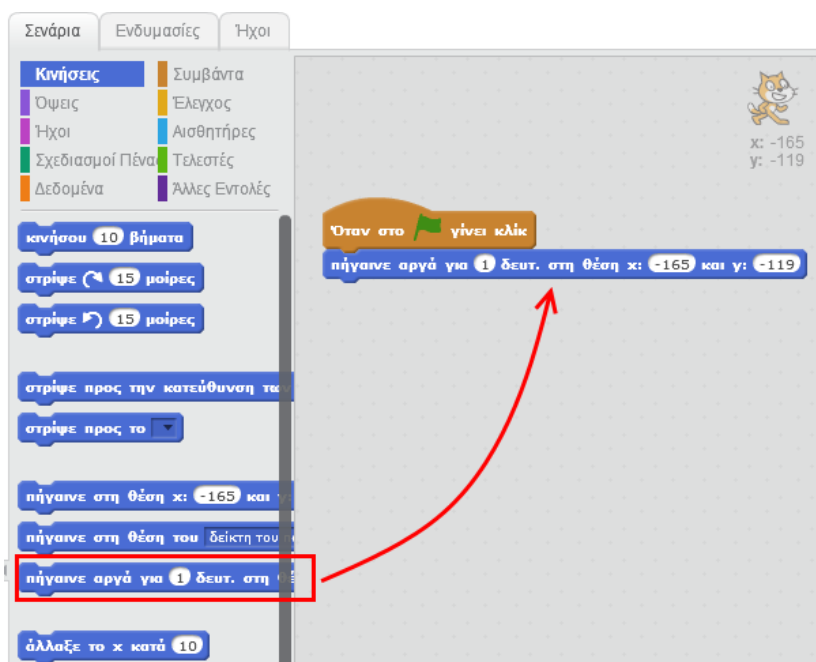 Σενάρια Ενδυμασίες Ήχοι
Κινήσεις Συμβάντα
Όψεις Έλεγχος
Ήχοι Αισθητήρες
Σχεδιασμοί Πένα Τελεστές
Δεδομένα Άλλες Εντολές
κινήσου 10 βήματα
στρίψε 15 μοίρες
στρίψε 15 μοίρες
στρίψε προς την κατεύθυνση των
στρίψε προς το
πήγαινε στη θέση x: -165 και y:
πήγαινε στη θέση του δείκτη του
πήγαινε αργά για 1 δευτ. στη
άλλαξε το x κατά 10
x: -165
y: -119
Όταν στο γίνει κλίκ
πήγαινε αργά για 1 δευτ. στη θέση x: -165 και y: -119